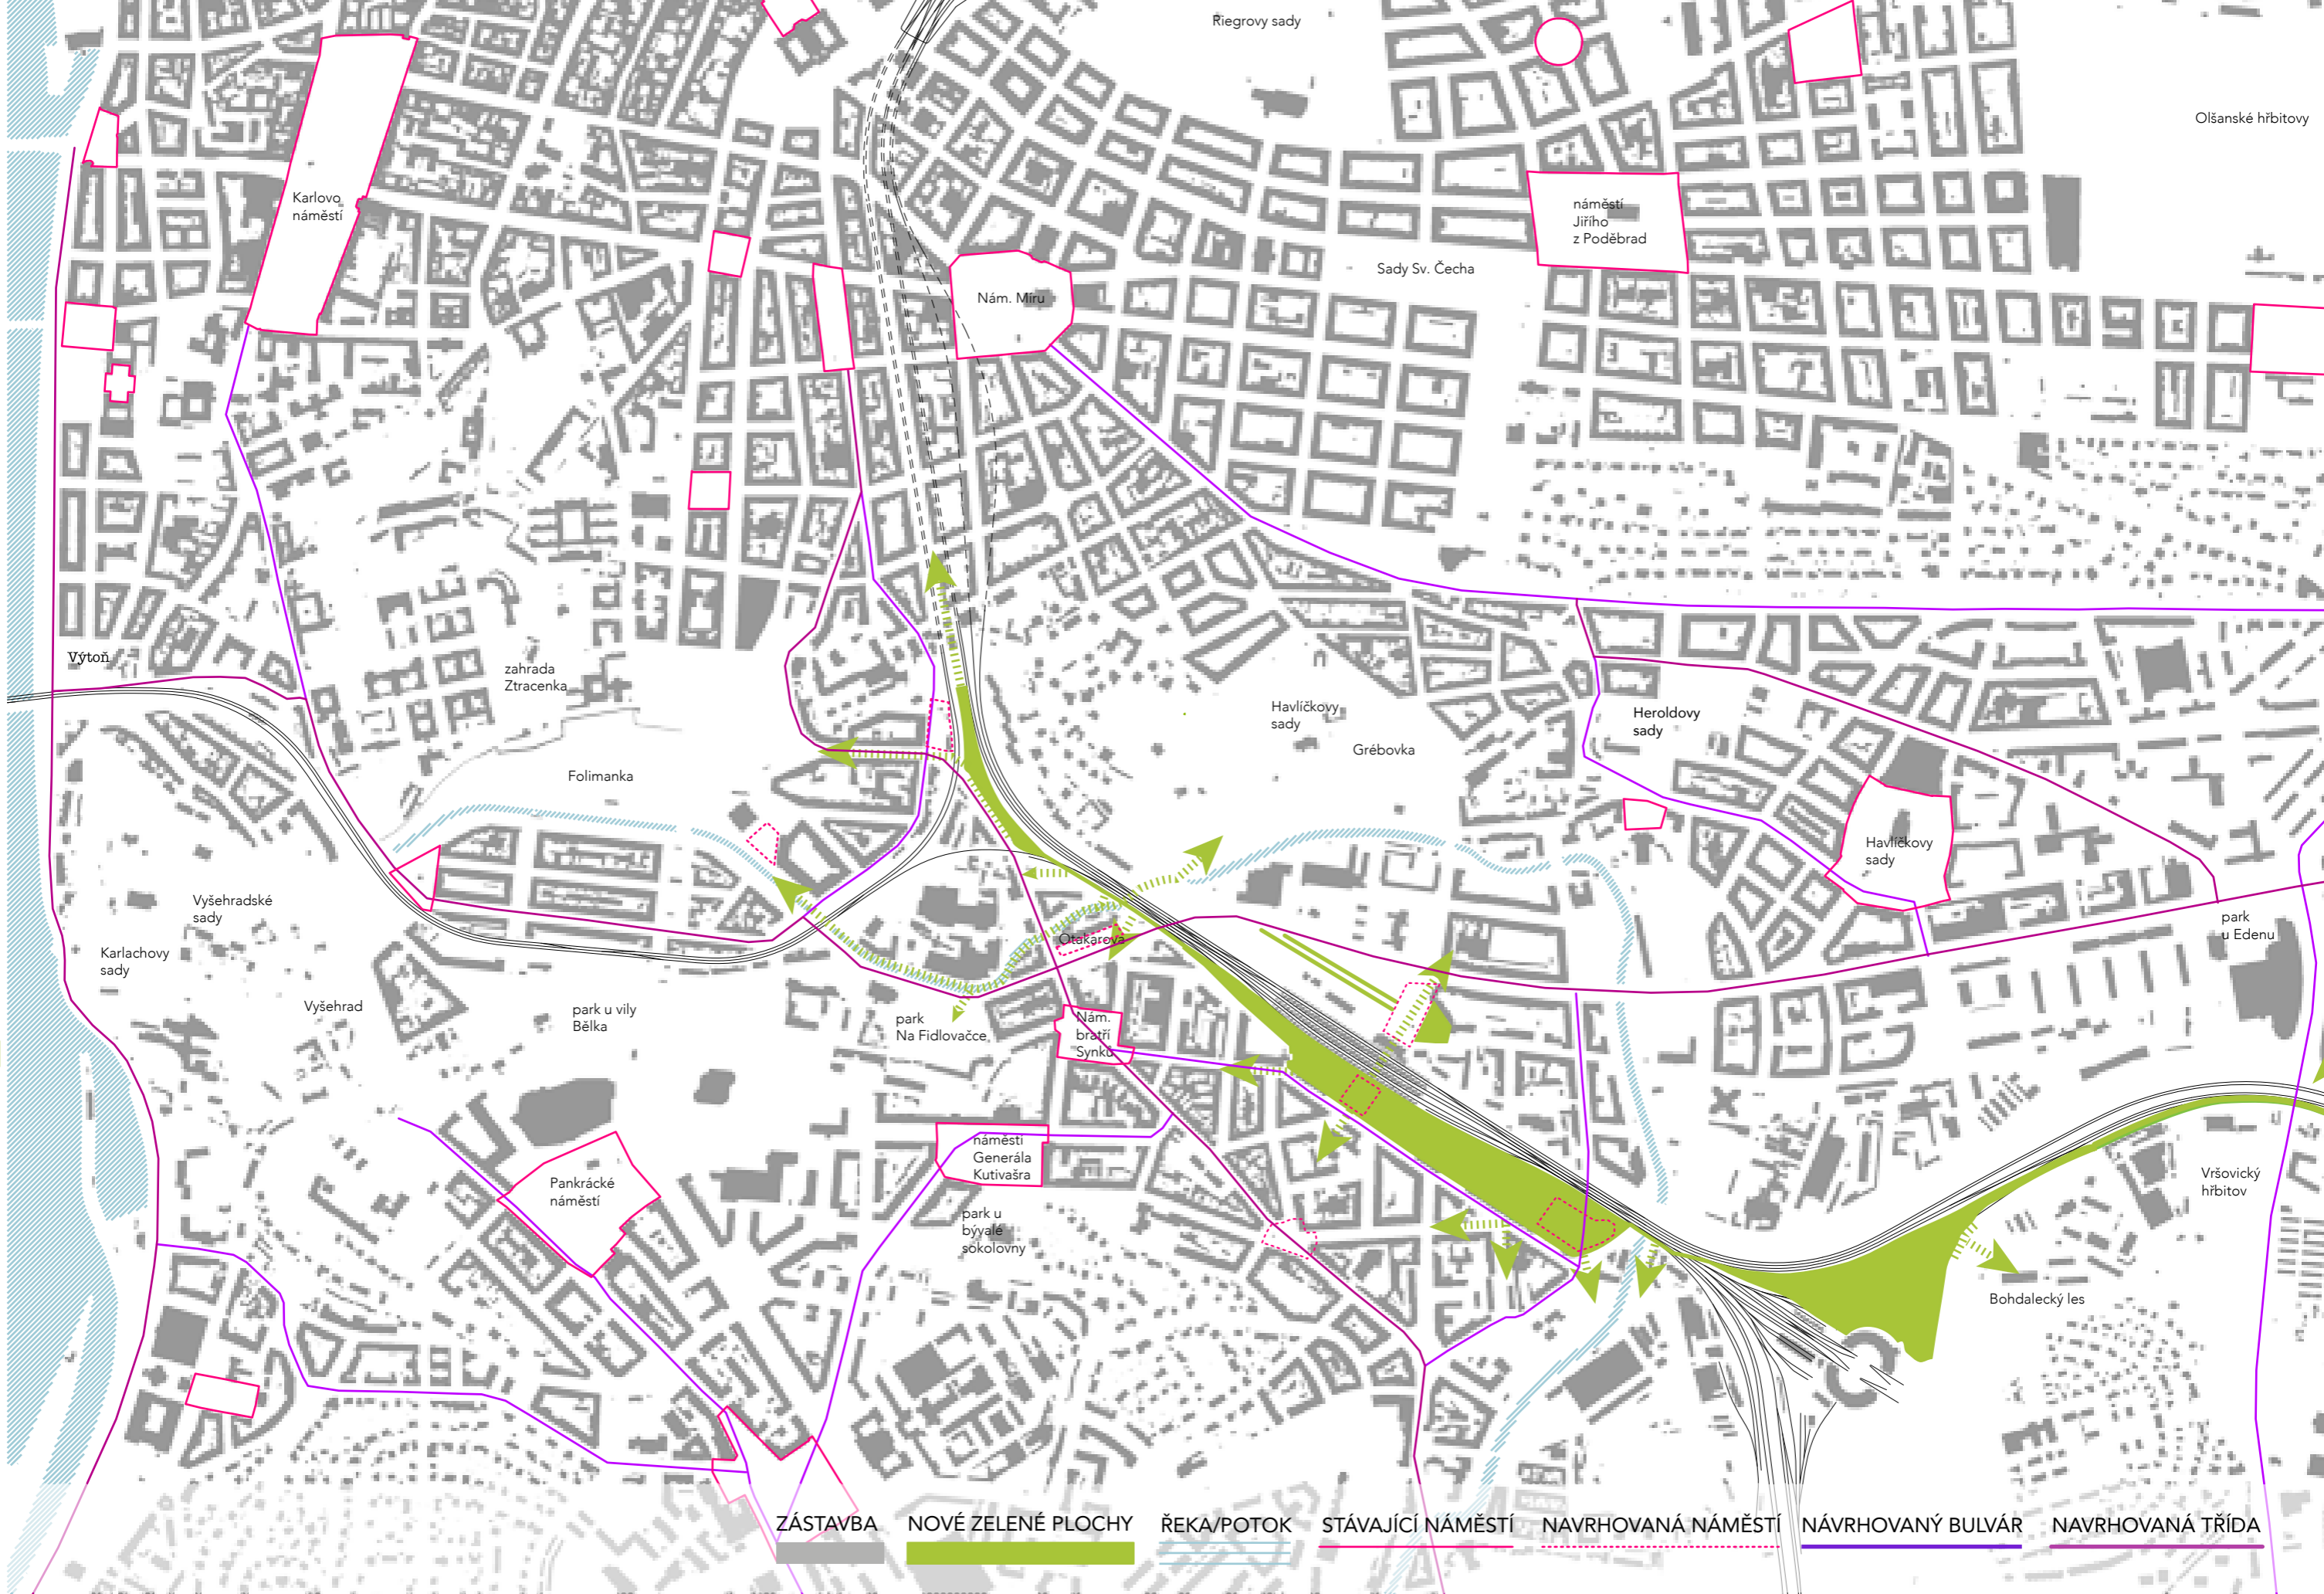 Riegrovy sady
Olšanské hřbitovy
Karlovo
náměstí
náměstí
Jiřího
z Poděbrad
Sady Sv. Čecha
Nám. Míru
Výtoň
zahrada
Ztracenka
Havlíčkovy
sady
Grébovka
Heroldovy
sady
Folimanka
Havlíčkovy
sady
Vyšehradské
sady
Karlachovy
sady
Otakarova
park
u Edenu
Vyšehrad
park u vily
Bělka
park
Na Fidlovačce
Nám.
bratří
Synků
náměstí
Generála
Kutivašra
Pankrácké
náměstí
park u
bývalé
sokolovny
Vršovický
hřbitov
Bohdalecký les
ZÁSTAVBA
NOVÉ ZELENÉ PLOCHY
ŘEKA/POTOK
STÁVAJÍCÍ NÁMĚSTÍ
NAVRHOVANÁ NÁMĚSTÍ
NÁVRHOVANÝ BULVÁR
NAVRHOVANÁ TŘÍDA